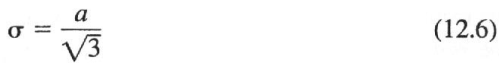 σ = a / √3 (12.6)